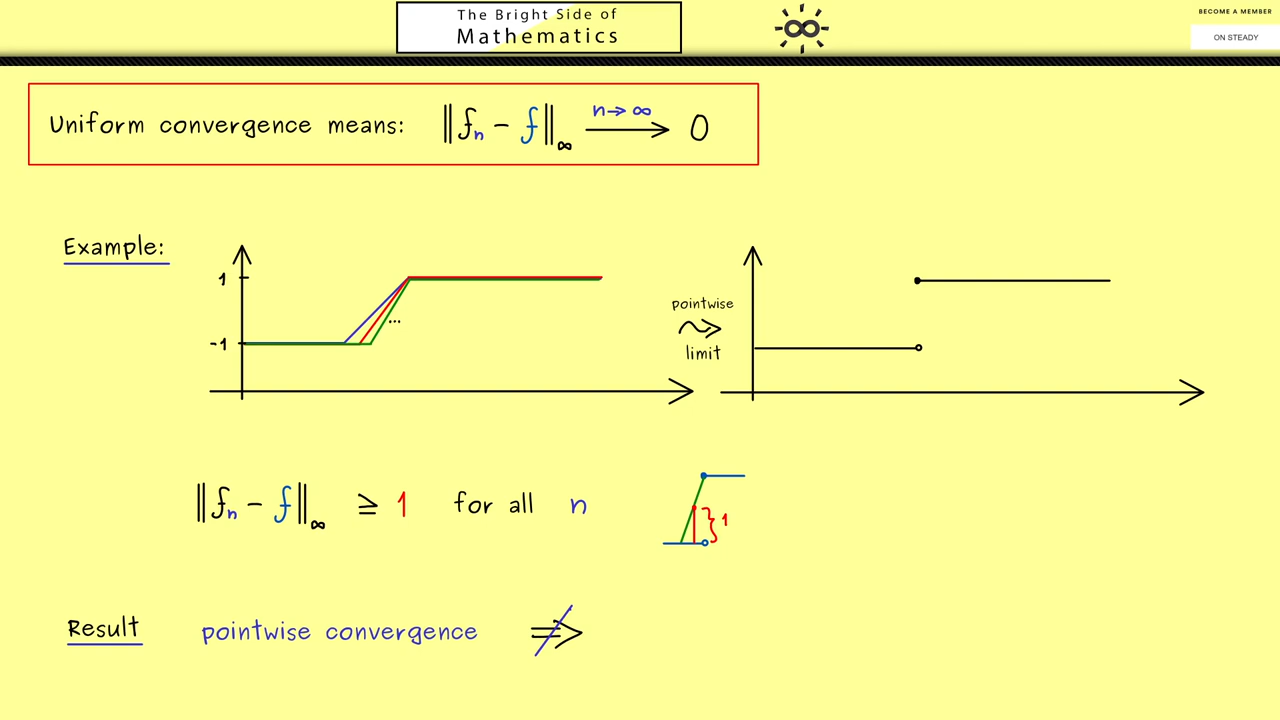 The Bright Side of
Mathematics
BECOME A MEMBER
ON STEADY
Uniform convergence means: ‖fₙ − f‖∞ n→∞ ⟶ 0
Example:
1
-1
...
pointwise
limit
‖fₙ − f‖∞ ≥ 1 for all n
} 1
Result pointwise convergence ⇏